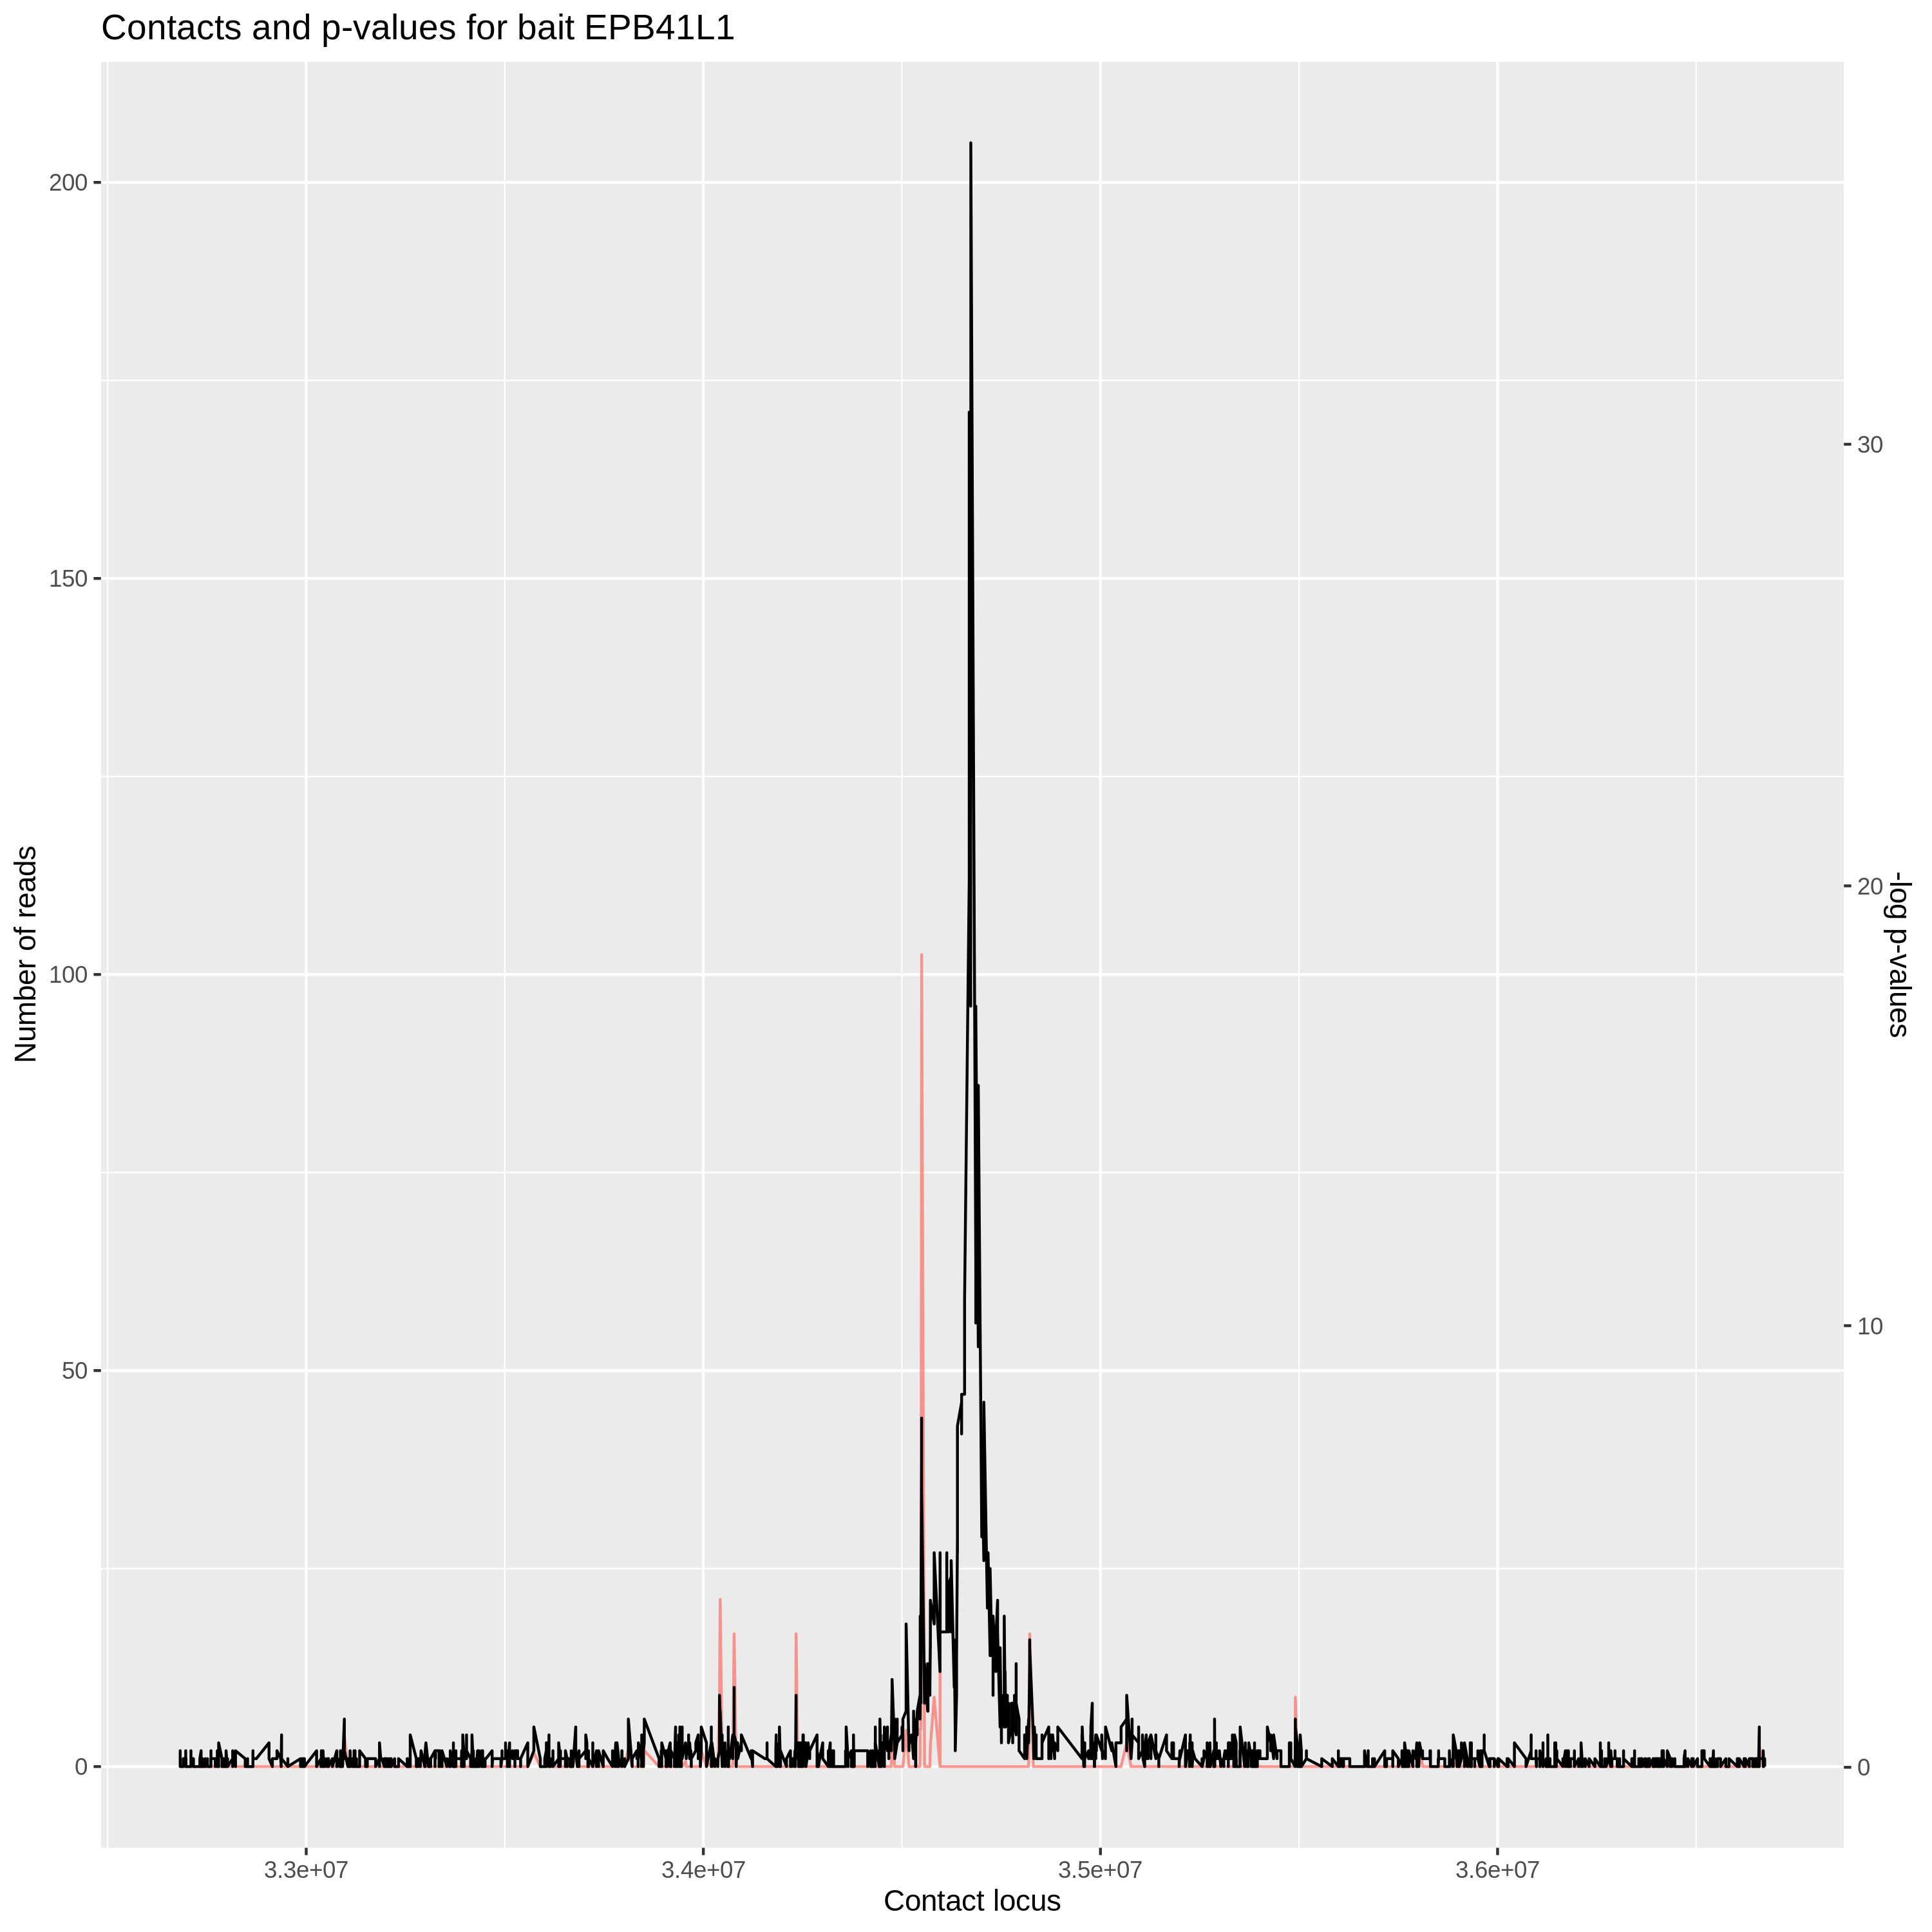 Contacts and p-values for bait EPB41L1
200
150
100
50
0
30
20
10
0
Number of reads
-log p-values
3.3e+07
3.4e+07
3.5e+07
3.6e+07
Contact locus